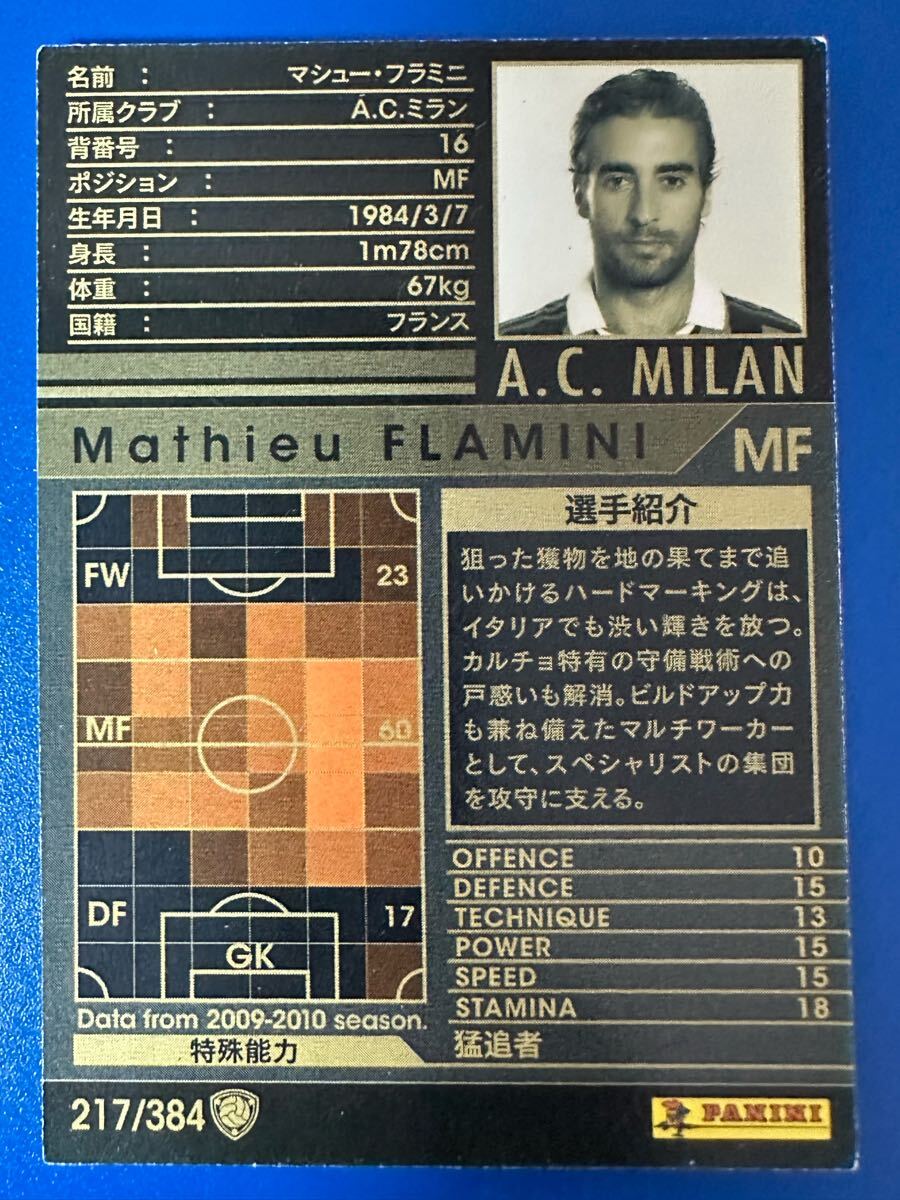 名前 : マシュー・フラミニ
所属クラブ : A.C.ミラン
背番号 : 16
ポジション : MF
生年月日 : 1984/3/7
身長 : 1m78cm
体重 : 67kg
国籍 : フランス
A.C. MILAN
Mathieu FLAMINI MF
FW 23
MF 60
DF 17
GK
Data from 2009-2010 season.
特殊能力 猛追者
選手紹介
狙った獲物を地の果てまで追
いかけるハードマーキングは、
イタリアでも渋い輝きを放つ。
カルチョ特有の守備戦術への
戸惑いも解消。ビルドアップ力
も兼ね備えたマルチワーカー
として、スペシャリストの集団
を攻守に支える。
OFFENCE 10
DEFENCE 15
TECHNIQUE 13
POWER 15
SPEED 15
STAMINA 18
217/384
PANINI